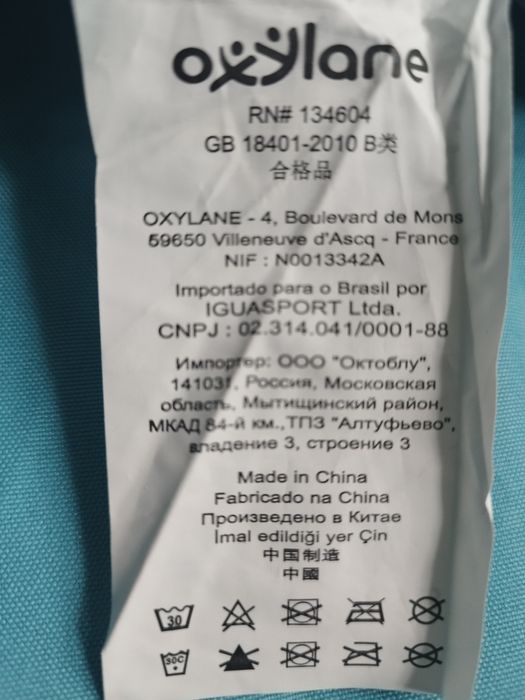 oxylane
RN# 134604
GB 18401-2010 B类
合格品
OXYLANE - 4, Boulevard de Mons
59650 Villeneuve d'Ascq - France
NIF : N0013342A
Importado para o Brasil por
IGUASPORT Ltda.
CNPJ : 02.314.041/0001-88
Импортер: ООО "Октоблу",
141031, Россия, Московская
область, Мытищинский район,
МКАД 84-й км.,ТПЗ "Алтуфьево",
владение 3, строение 3
Made in China
Fabricado na China
Произведено в Китае
İmal edildiği yer Çin
中国制造
中國
30
30C